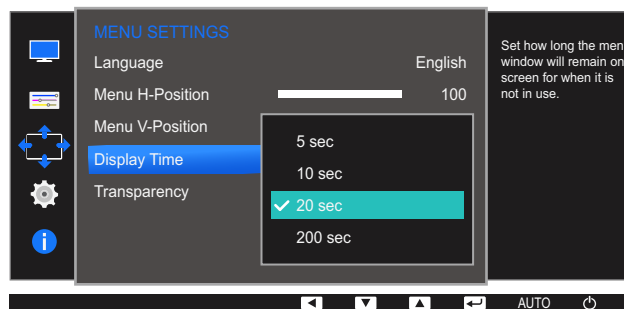 MENU SETTINGS
Language English
Menu H-Position 100
Menu V-Position
Display Time
Transparency
5 sec
10 sec
20 sec
200 sec
Set how long the men
window will remain on
screen for when it is
not in use.
AUTO